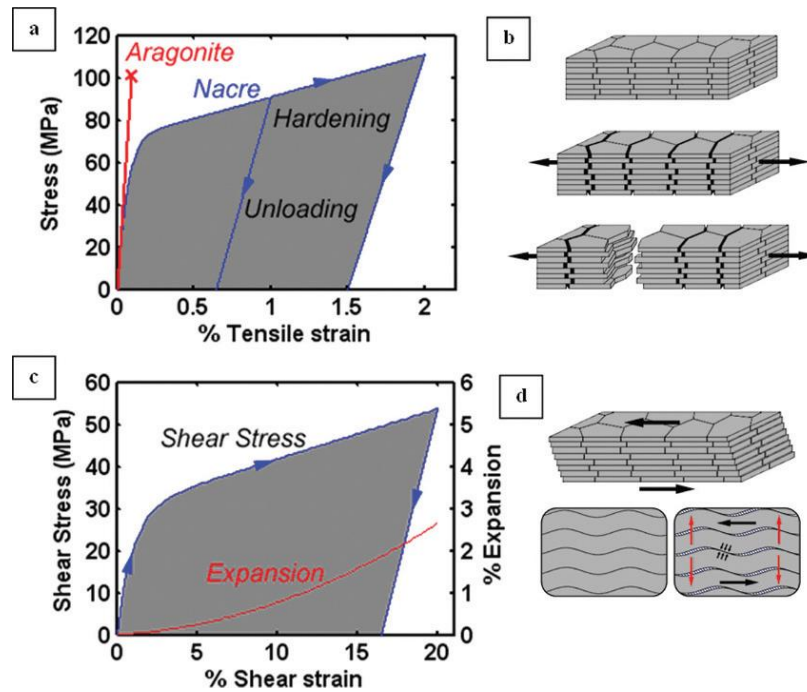 a
120
100
80
60
40
20
0
Stress (MPa)
Aragonite
Nacre
Hardening
Unloading
0 0.5 1 1.5 2
% Tensile strain
b
c
60
50
40
30
20
10
0
Shear Stress (MPa)
Shear Stress
Expansion
6
5
4
3
2
1
0
% Expansion
0 5 10 15 20
% Shear strain
d